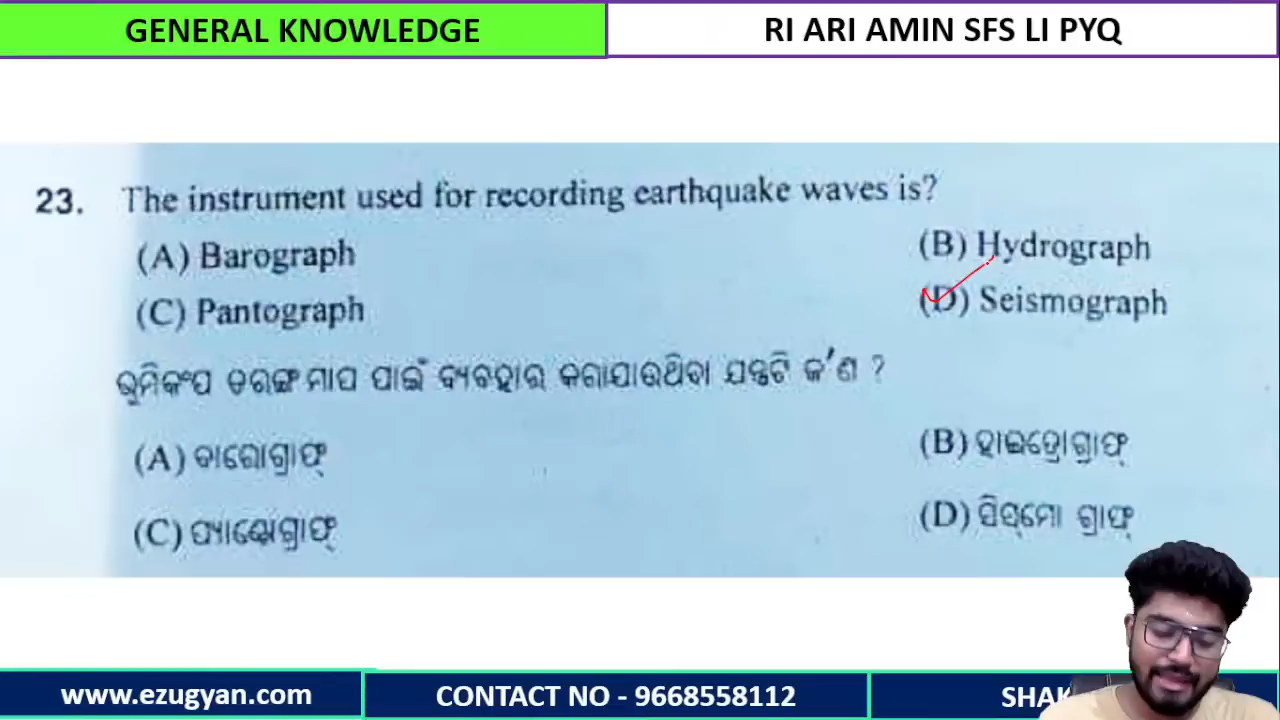 GENERAL KNOWLEDGE
RI ARI AMIN SFS LI PYQ
23. The instrument used for recording earthquake waves is?
(A) Barograph (B) Hydrograph
(C) Pantograph (D) Seismograph
ଭୂମିକଂପ ତରଙ୍ଗ ମାପ ପାଇଁ ବ୍ୟବହାର କରାଯାଉଥିବା ଯନ୍ତ୍ରଟି କ'ଣ ?
(A) ବାରୋଗ୍ରାଫ୍ (B) ହାଇଡ୍ରୋଗ୍ରାଫ୍
(C) ପ୍ୟାଣ୍ଟୋଗ୍ରାଫ୍ (D) ସିସ୍‌ମୋ ଗ୍ରାଫ୍
www.ezugyan.com
CONTACT NO - 9668558112